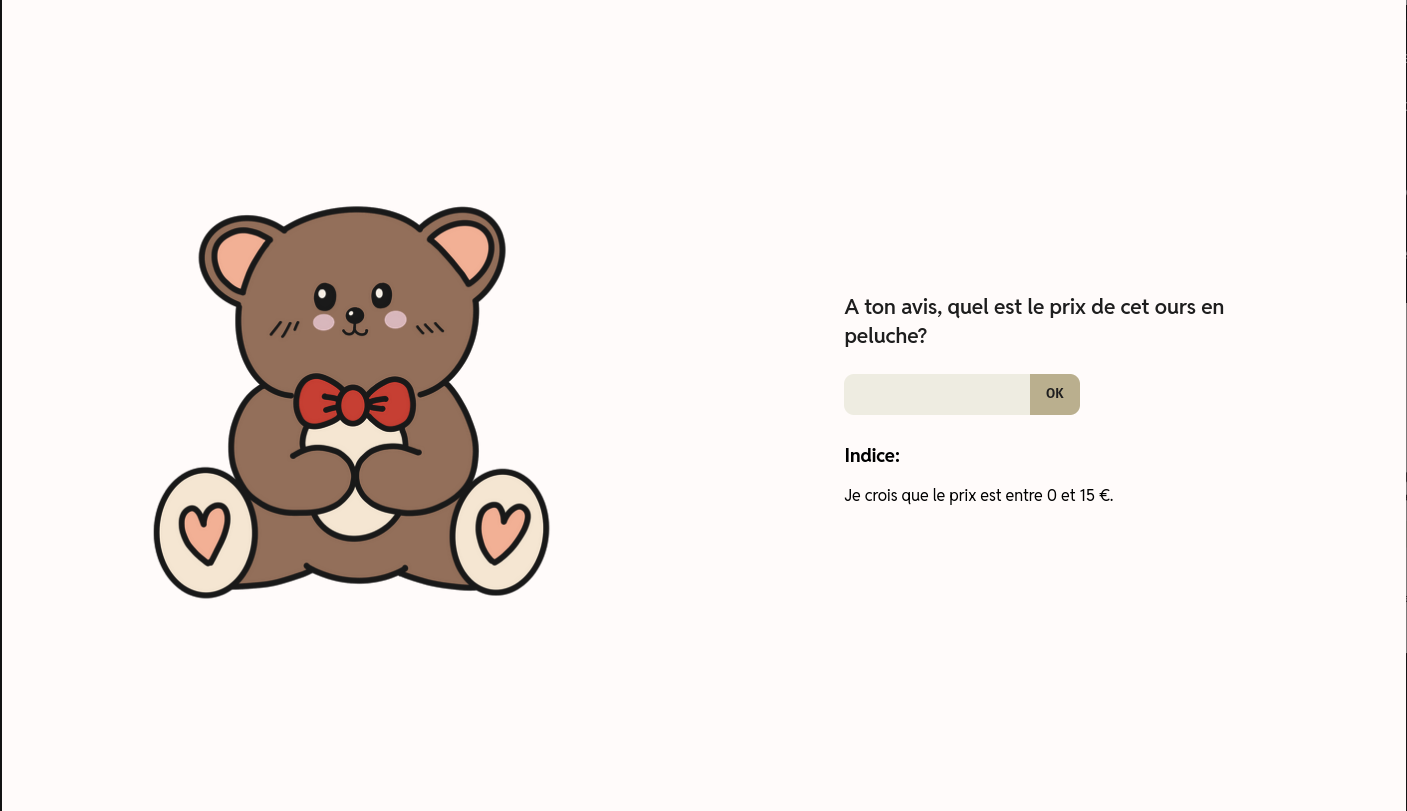 A ton avis, quel est le prix de cet ours en
peluche?
OK
Indice:
Je crois que le prix est entre 0 et 15 €.